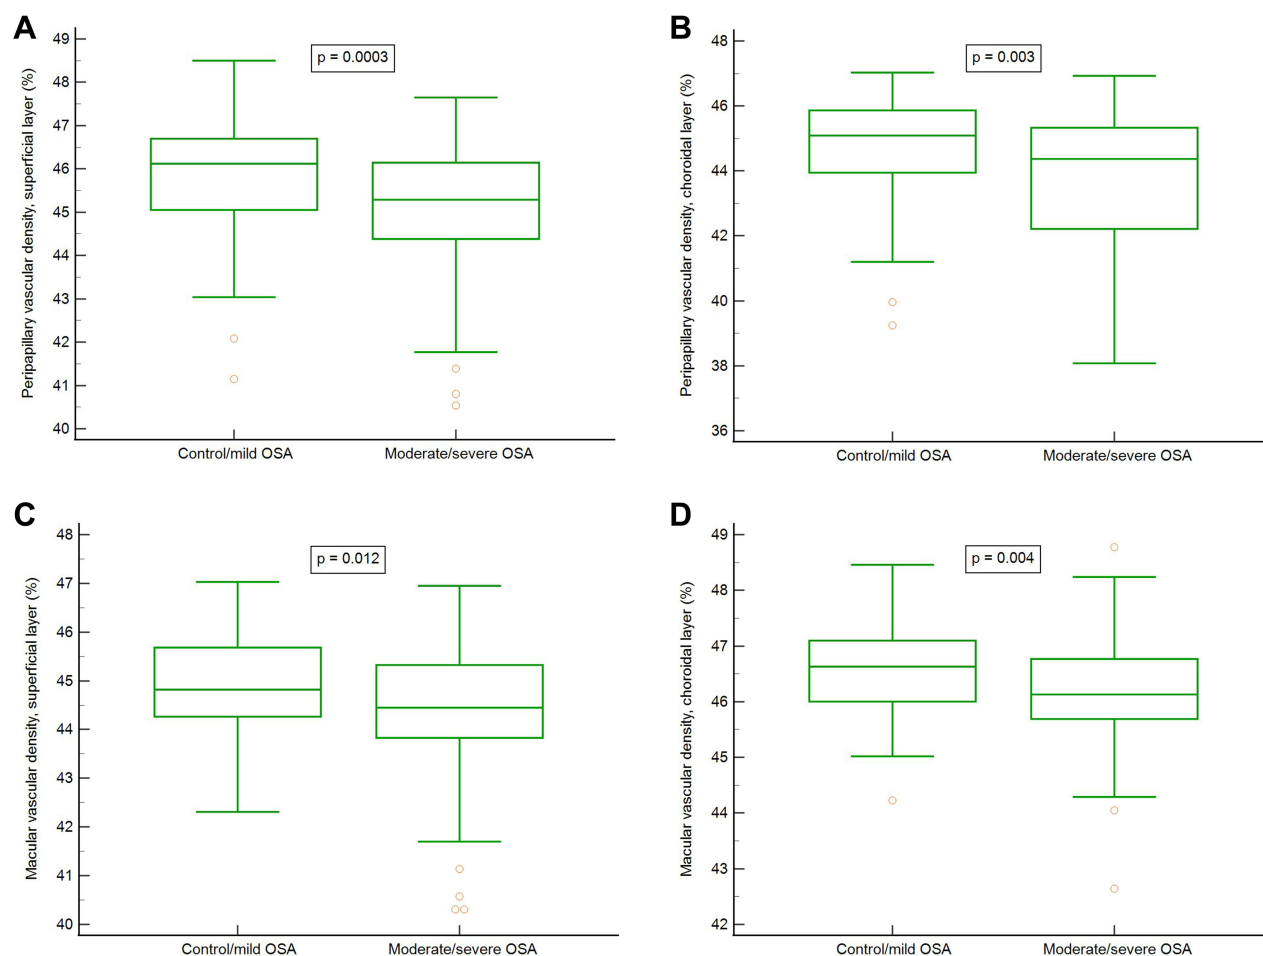 A
Peripapillary vascular density, superficial layer (%)
49
48
47
46
45
44
43
42
41
40
p = 0.0003
Control/mild OSA
Moderate/severe OSA
B
Peripapillary vascular density, choroidal layer (%)
48
46
44
42
40
38
36
p = 0.003
Control/mild OSA
Moderate/severe OSA
C
Macular vascular density, superficial layer (%)
48
47
46
45
44
43
42
41
40
p = 0.012
Control/mild OSA
Moderate/severe OSA
D
Macular vascular density, choroidal layer (%)
49
48
47
46
45
44
43
42
p = 0.004
Control/mild OSA
Moderate/severe OSA